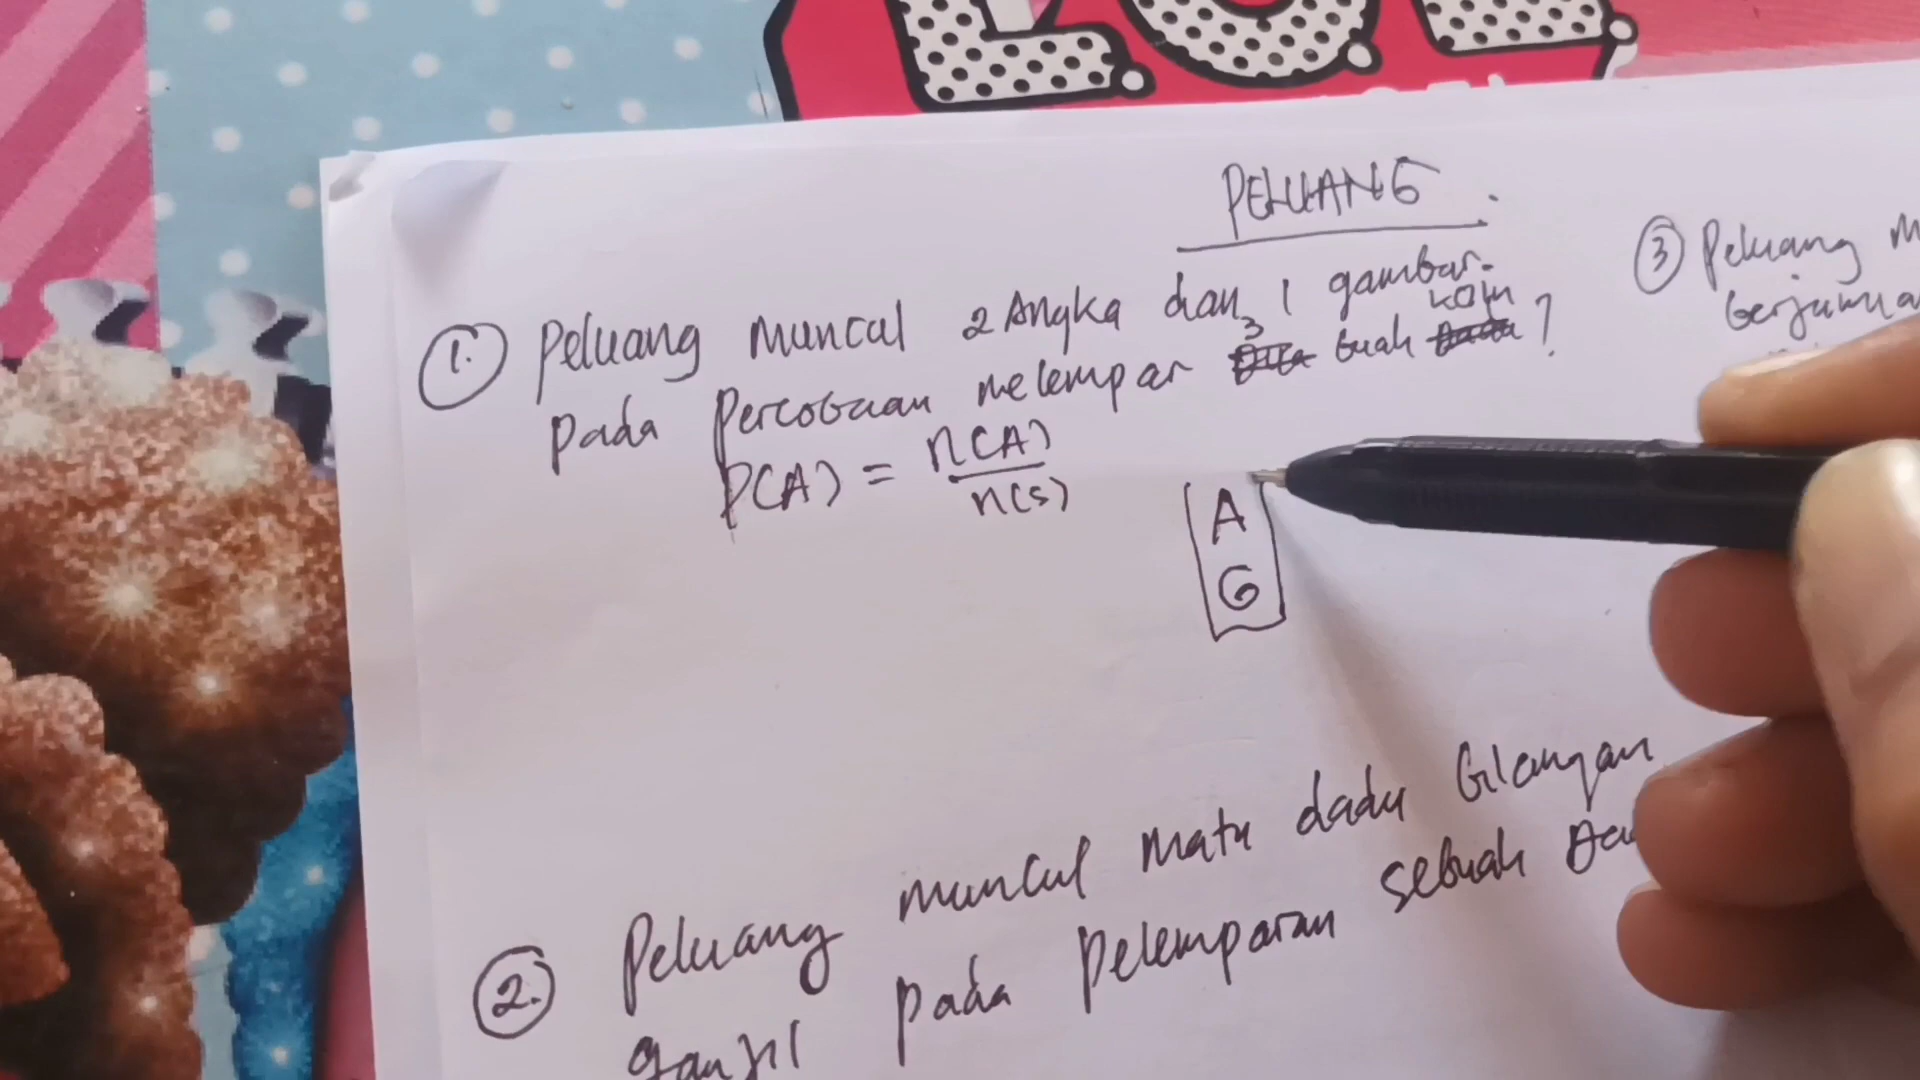 PELUANG
1. Peluang muncul 2 Angka dan 1 gambar
pada percobaan melempar 3 buah koin ?
P(A) = n(A)
n(s)
A
G
2. Peluang muncul mata dadu bilangan
ganjil pada pelemparan sebuah
3 Peluang